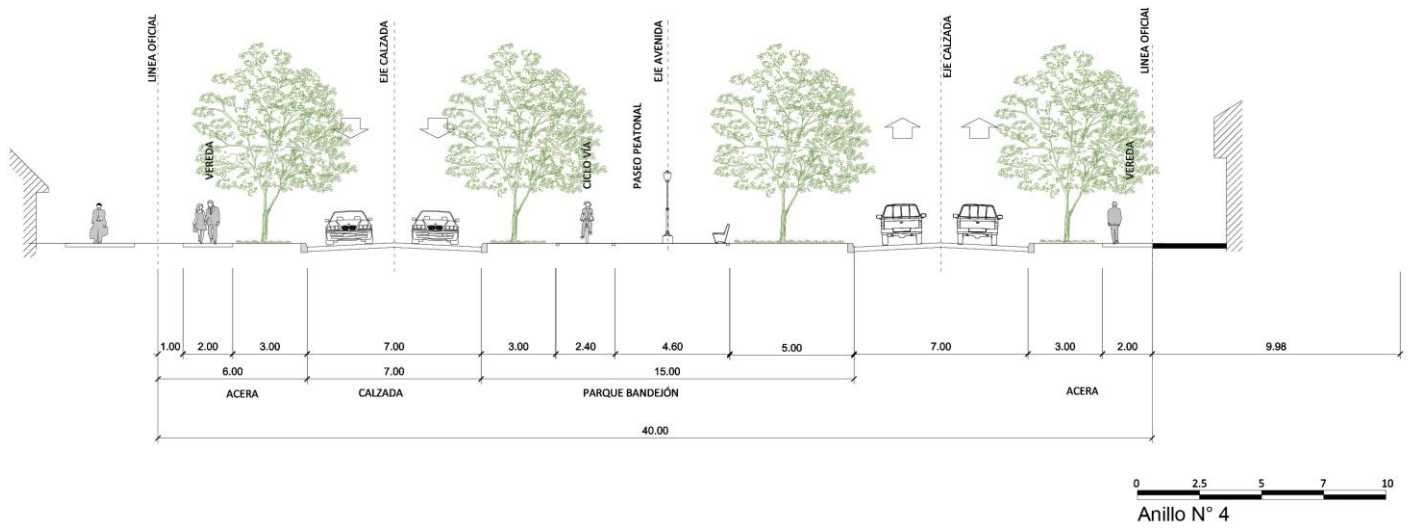 LINEA OFICIAL
EJE CALZADA
EJE AVENIDA
EJE CALZADA
LINEA OFICIAL
VEREDA
CICLO VÍA
PASEO PEATONAL
VEREDA
1.00 2.00 3.00 7.00 3.00 2.40 4.60 5.00 7.00 3.00 2.00 9.98
6.00 7.00 15.00
ACERA CALZADA PARQUE BANDEJÓN ACERA
40.00
0 2.5 5 7 10
Anillo N° 4